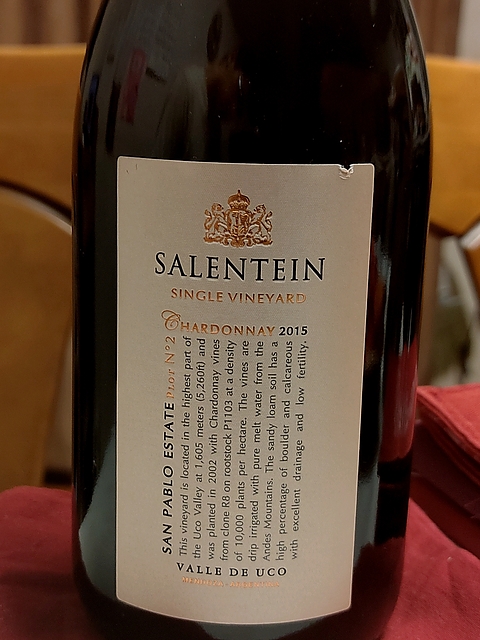 SALENTEIN
SINGLE VINEYARD
CHARDONNAY 2015
SAN PABLO ESTATE PLOT Nº 2
This vineyard is located in the highest part of
the Uco Valley at 1,605 meters (5,260ft) and
was planted in 2002 with Chardonnay vines
from clone R8 on rootstock P1103 at a density
of 10,000 plants per hectare. The vines are
drip irrigated with pure melt water from the
Andes Mountains. The sandy loam soil has a
high percentage of boulder and calcareous
with excellent drainage and low fertility.
VALLE DE UCO
MENDOZA - ARGENTINA